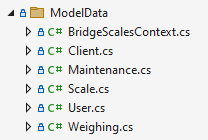 ModelData
C# BridgeScalesContext.cs
C# Client.cs
C# Maintenance.cs
C# Scale.cs
C# User.cs
C# Weighing.cs